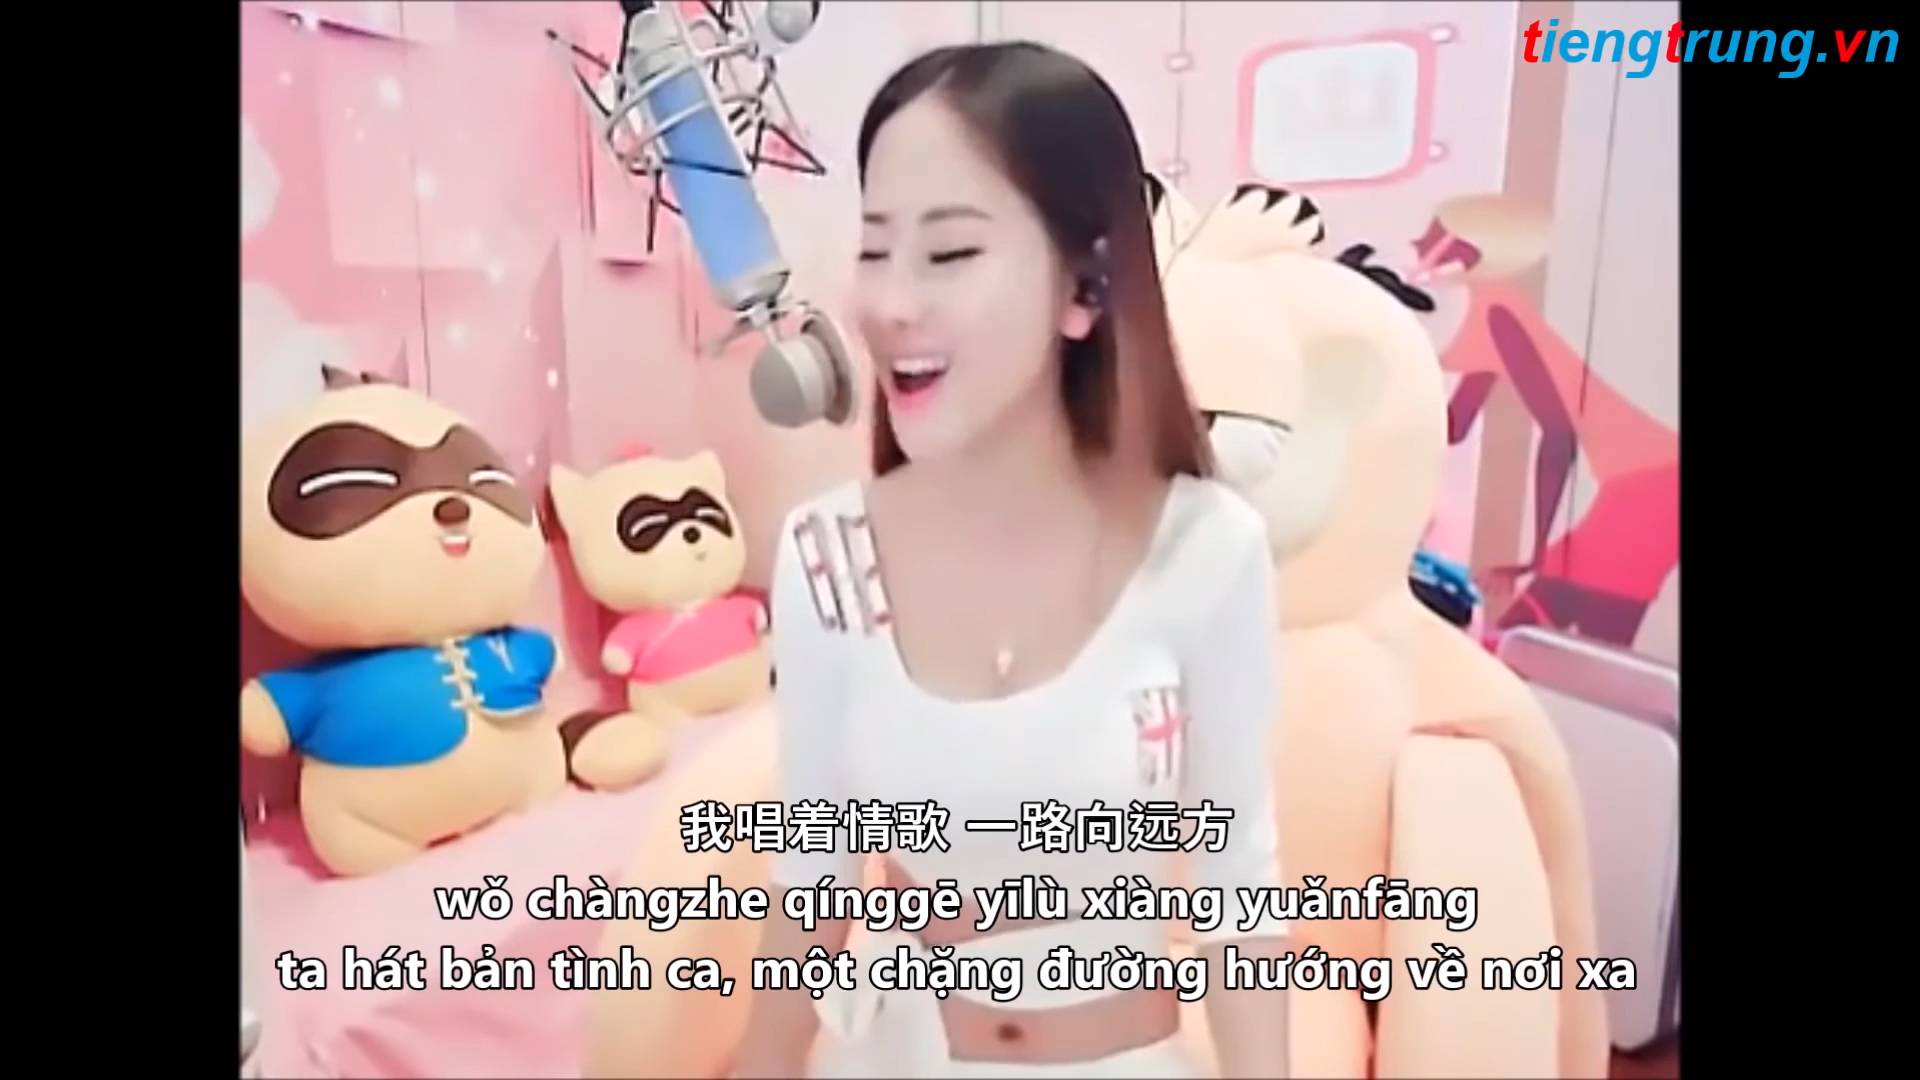 tiengtrung.vn
我唱着情歌 一路向远方
wǒ chàngzhe qínggē yīlù xiàng yuǎnfāng
ta hát bản tình ca, một chặng đường hướng về nơi xa